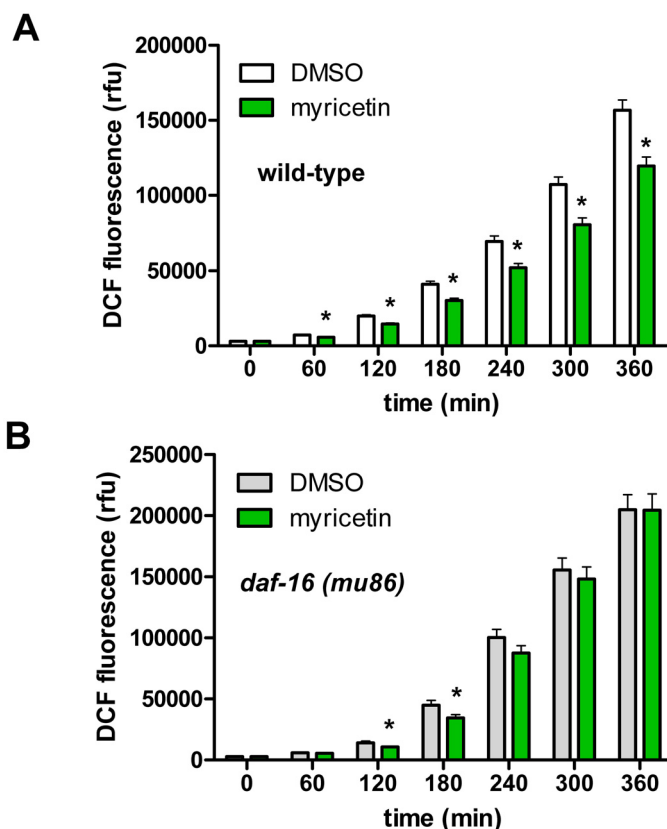 A
200000
150000
100000
50000
0
DCF fluorescence (rfu)
DMSO
myricetin
wild-type
* * * * * *
0 60 120 180 240 300 360
time (min)
B
250000
200000
150000
100000
50000
0
DCF fluorescence (rfu)
DMSO
myricetin
daf-16 (mu86)
* *
0 60 120 180 240 300 360
time (min)